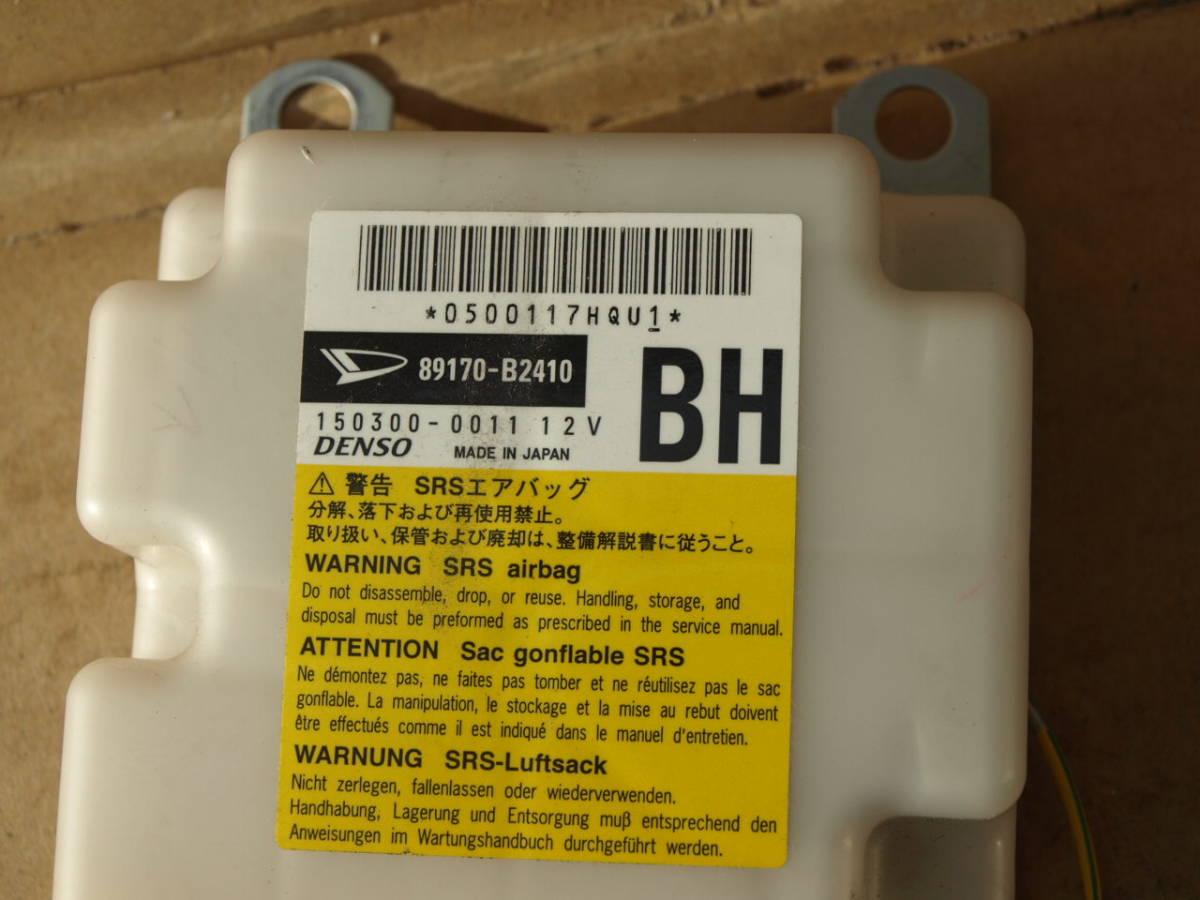 *0500117HQU1*
89170-B2410
BH
150300-0011 12V
DENSO MADE IN JAPAN
⚠ 警告 SRSエアバッグ
分解、落下および再使用禁止。
取り扱い、保管および廃却は、整備解説書に従うこと。
WARNING SRS airbag
Do not disassemble, drop, or reuse. Handling, storage, and
disposal must be preformed as prescribed in the service manual.
ATTENTION Sac gonflable SRS
Ne démontez pas, ne faites pas tomber et ne réutilisez pas le sac
gonflable. La manipulation, le stockage et la mise au rebut doivent
être effectués comme il est indiqué dans le manuel d'entretien.
WARNUNG SRS-Luftsack
Nicht zerlegen, fallenlassen oder wiederverwenden.
Handhabung, Lagerung und Entsorgung muß entsprechend den
Anweisungen im Wartungshandbuch durchgeführt werden.